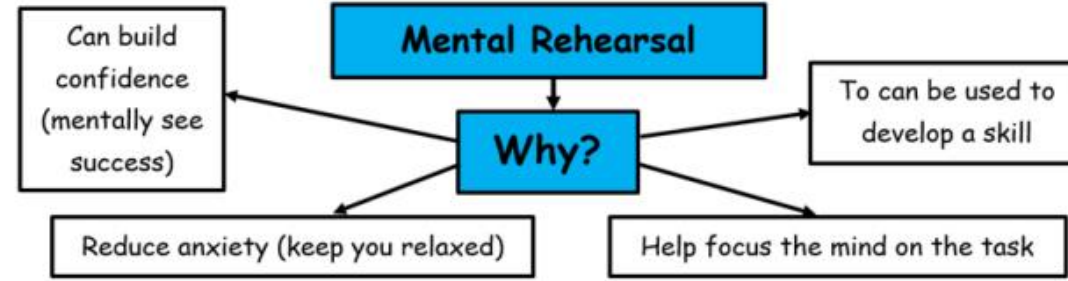 Mental Rehearsal
Why?
Can build
confidence
(mentally see
success)
To can be used to
develop a skill
Reduce anxiety (keep you relaxed)
Help focus the mind on the task